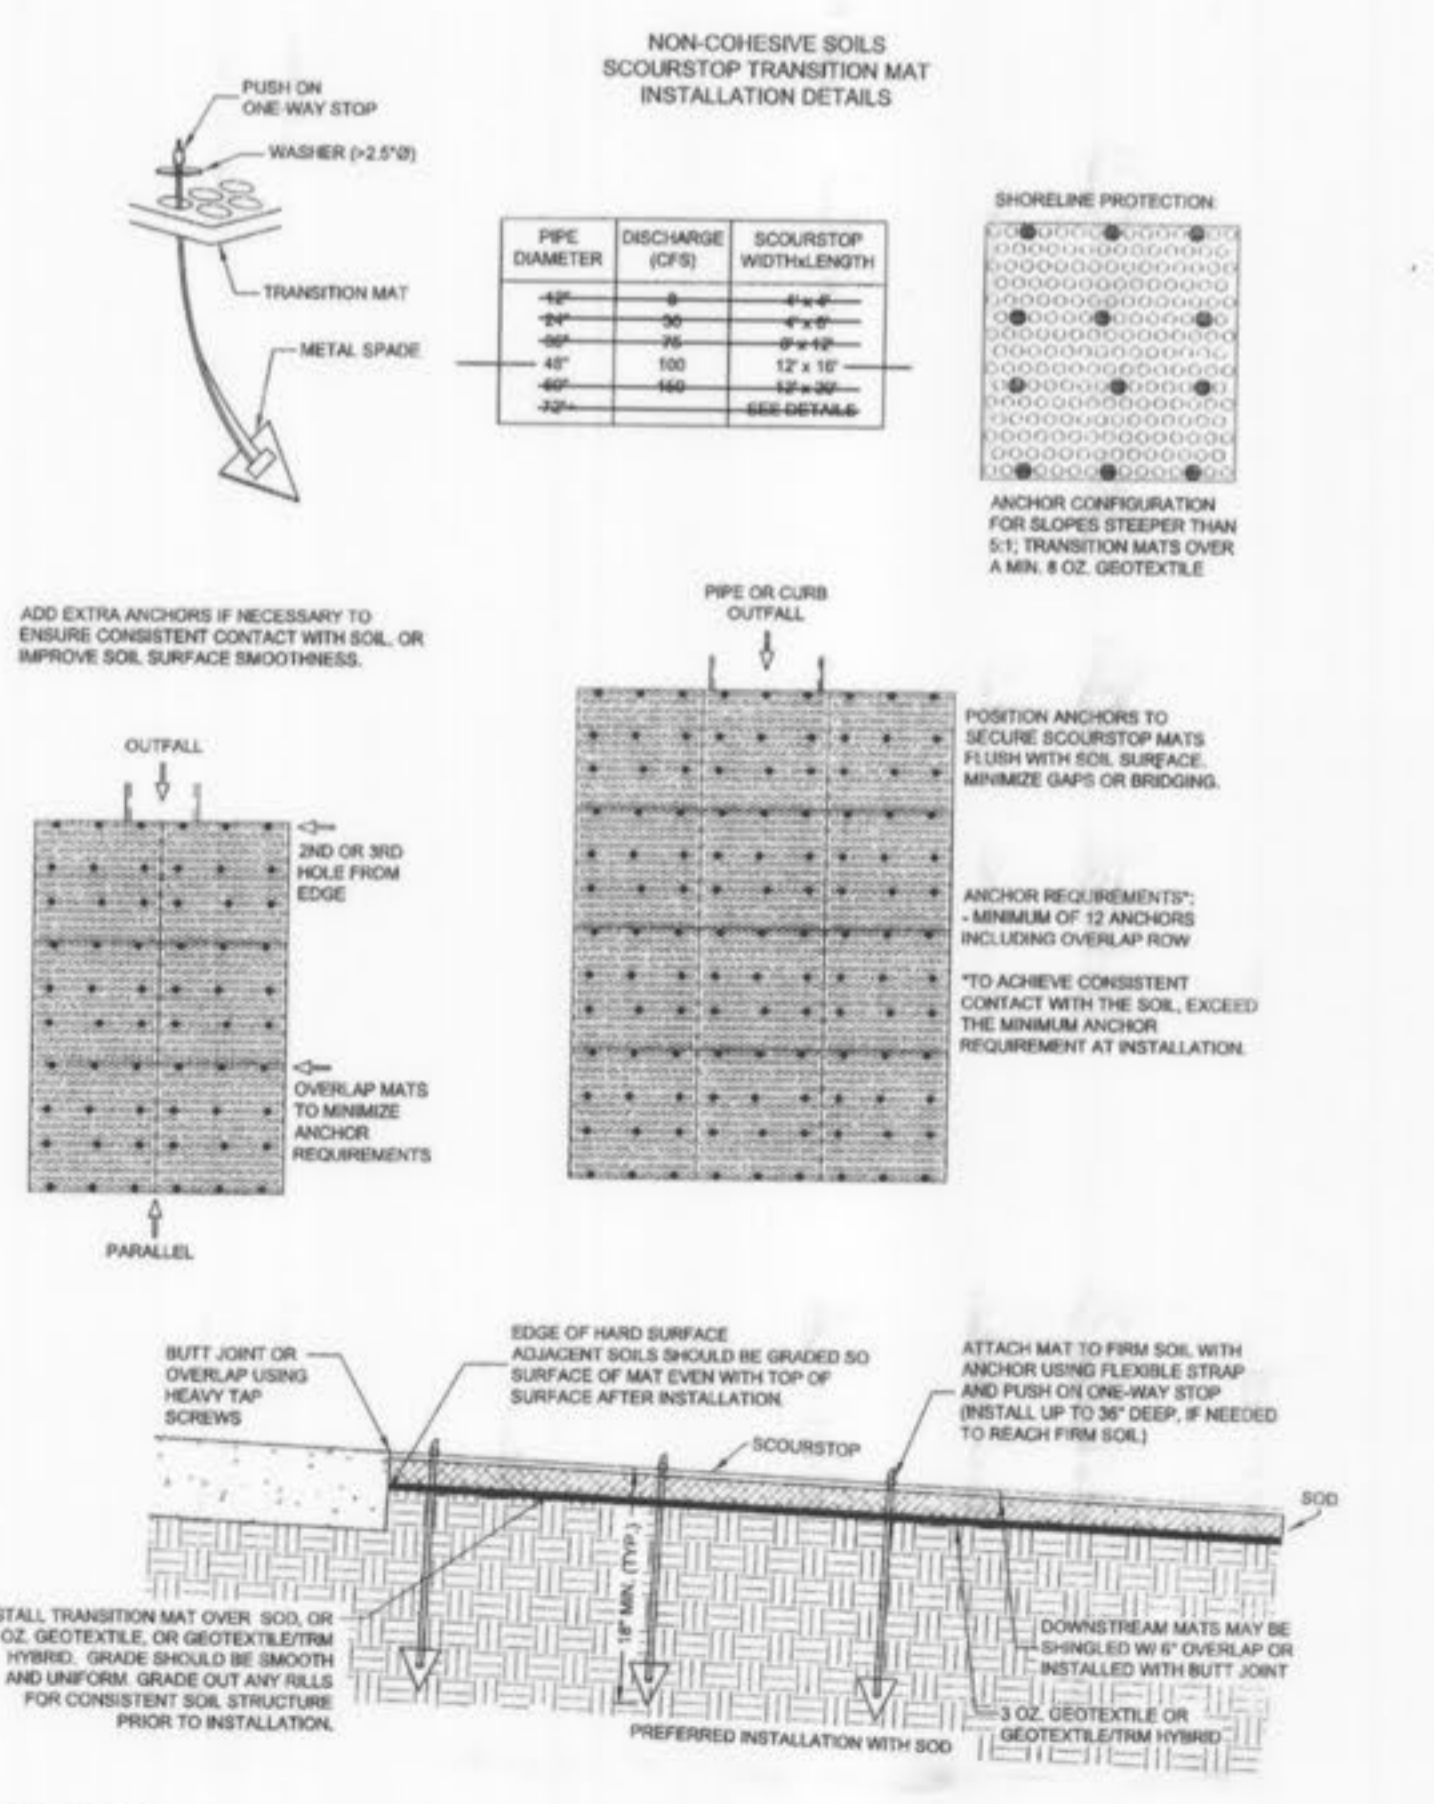 NON-COHESIVE SOILS
SCOURSTOP TRANSITION MAT
INSTALLATION DETAILS
PUSH ON
ONE-WAY STOP
WASHER (>2.5"Ø)
TRANSITION MAT
METAL SPADE
PIPE DIAMETER DISCHARGE (CFS) SCOURSTOP WIDTHxLENGTH
12" 8 4' x 4'
24" 30
36" 75 8' x 12'
48" 100 12' x 16'
60" 150 12' x 20'
72"+ SEE DETAILS
SHORELINE PROTECTION:
ANCHOR CONFIGURATION
FOR SLOPES STEEPER THAN
5:1; TRANSITION MATS OVER
A MIN. 8 OZ. GEOTEXTILE
ADD EXTRA ANCHORS IF NECESSARY TO
ENSURE CONSISTENT CONTACT WITH SOIL, OR
IMPROVE SOIL SURFACE SMOOTHNESS.
OUTFALL
2ND OR 3RD
HOLE FROM
EDGE
OVERLAP MATS
TO MINIMIZE
ANCHOR
REQUIREMENTS
PARALLEL
PIPE OR CURB
OUTFALL
POSITION ANCHORS TO
SECURE SCOURSTOP MATS
FLUSH WITH SOIL SURFACE.
MINIMIZE GAPS OR BRIDGING.
ANCHOR REQUIREMENTS*:
- MINIMUM OF 12 ANCHORS
INCLUDING OVERLAP ROW
*TO ACHIEVE CONSISTENT
CONTACT WITH THE SOIL, EXCEED
THE MINIMUM ANCHOR
REQUIREMENT AT INSTALLATION.
BUTT JOINT OR
OVERLAP USING
HEAVY TAP
SCREWS
EDGE OF HARD SURFACE
ADJACENT SOILS SHOULD BE GRADED SO
SURFACE OF MAT EVEN WITH TOP OF
SURFACE AFTER INSTALLATION.
ATTACH MAT TO FIRM SOIL WITH
ANCHOR USING FLEXIBLE STRAP
AND PUSH ON ONE-WAY STOP
(INSTALL UP TO 36" DEEP, IF NEEDED
TO REACH FIRM SOIL)
SCOURSTOP
SOD
18" MIN. (TYP.)
STALL TRANSITION MAT OVER SOD, OR
OZ. GEOTEXTILE, OR GEOTEXTILE/TRM
HYBRID. GRADE SHOULD BE SMOOTH
AND UNIFORM. GRADE OUT ANY RILLS
FOR CONSISTENT SOIL STRUCTURE
PRIOR TO INSTALLATION.
DOWNSTREAM MATS MAY BE
SHINGLED W/ 6" OVERLAP OR
INSTALLED WITH BUTT JOINT
3 OZ. GEOTEXTILE OR
GEOTEXTILE/TRM HYBRID
PREFERRED INSTALLATION WITH SOD